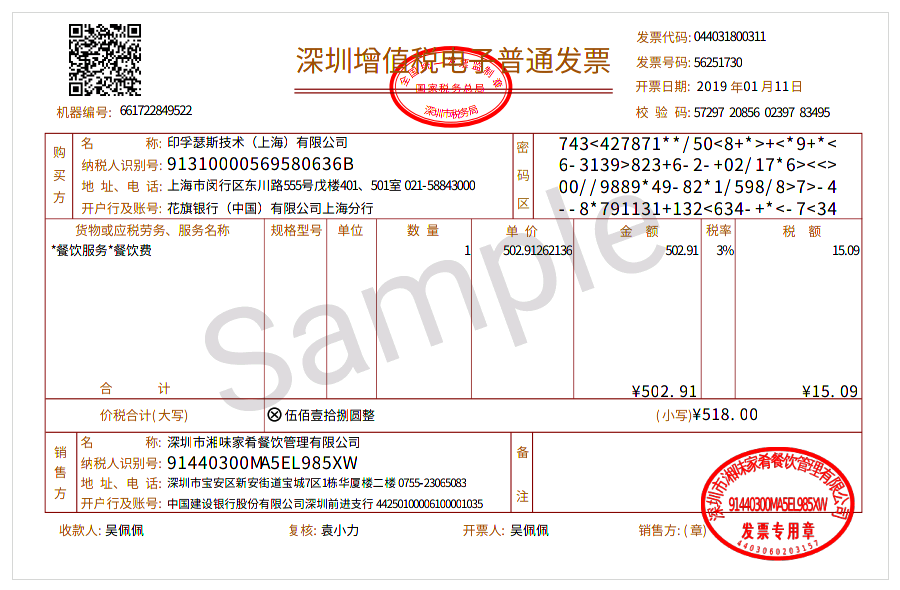 深圳增值税电子普通发票
全国统一发票监制章
国家税务总局
深圳市税务局
发票代码: 044031800311
发票号码: 56251730
开票日期: 2019 年01 月11 日
校 验 码: 57297 20856 02397 83495
机器编号: 661722849522
购买方
名 称: 印孚瑟斯技术（上海）有限公司
纳税人识别号: 91310000569580636B
地 址、电 话: 上海市闵行区东川路555号戊楼401、501室 021-58843000
开户行及账号: 花旗银行（中国）有限公司上海分行
密码区
743<427871**/50<8+*>+<*9+*<
6-3139>823+6-2-+02/17*6><<>
00//9889*49-82*1/598/8>7>-4
--8*791131+132<634-+*<-7<34
货物或应税劳务、服务名称 规格型号 单位 数 量 单 价 金 额 税率 税 额
*餐饮服务*餐饮费 1 502.91262136 502.91 3% 15.09
Sample
合 计 ¥502.91 ¥15.09
价税合计(大写) ⊗伍佰壹拾捌圆整 (小写)¥518.00
销售方
名 称: 深圳市湘味家肴餐饮管理有限公司
纳税人识别号: 91440300MA5EL985XW
地 址、电 话: 深圳市宝安区新安街道宝城7区1栋华厦楼二楼 0755-23065083
开户行及账号: 中国建设银行股份有限公司深圳前进支行 44250100006100001035
备注
收款人: 吴佩佩 复核: 袁小力 开票人: 吴佩佩 销售方: (章)
深圳市湘味家肴餐饮管理有限公司
91440300MA5EL985XW
发票专用章
4403060203157